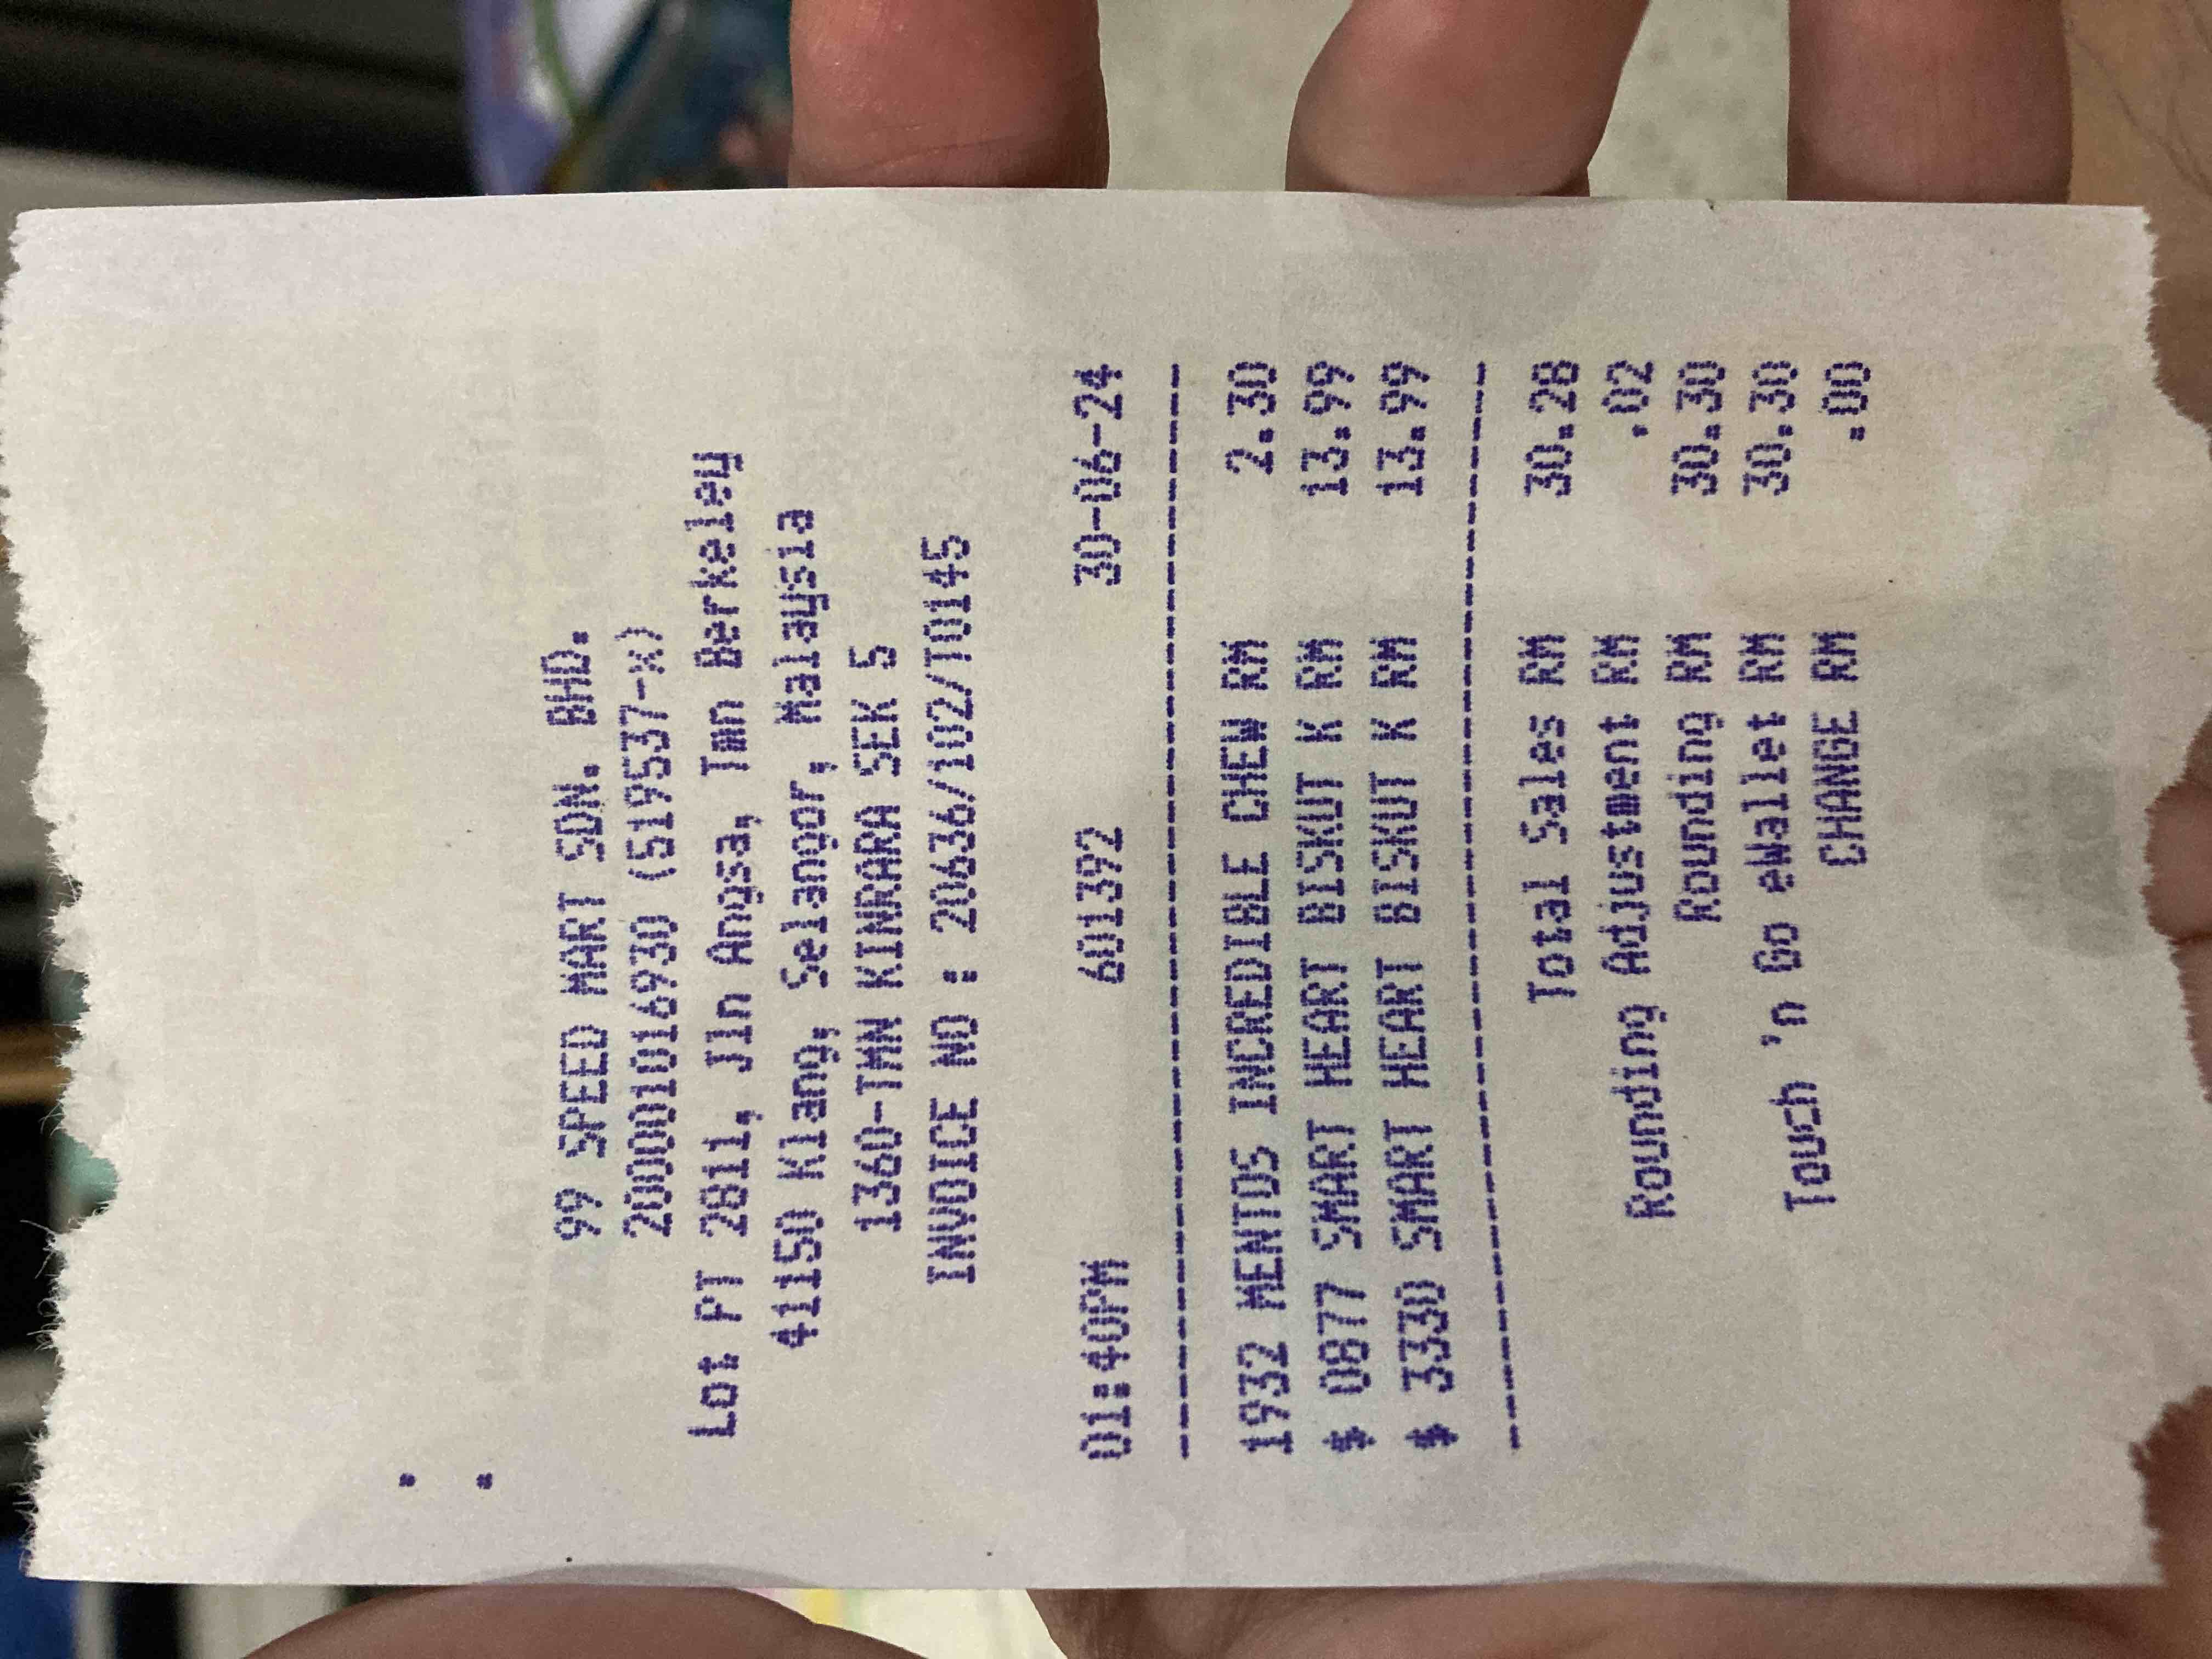 99 SPEED MART SDN. BHD.
200001016930 (519537-X)
Lot PT 2811, Jln Angsa, Tmn Berkeley
41150 Klang, Selangor, Malaysia
1360-TMN KINRARA SEK 5
INVOICE NO : 20636/102/T0145
01:40PM 601392 30-06-24
1932 MENTOS INCREDIBLE CHEW RM 2.30
$ 0877 SMART HEART BISKUT K RM 13.99
$ 3330 SMART HEART BISKUT K RM 13.99
Total Sales RM 30.28
Rounding Adjustment RM .02
Rounding RM 30.30
Touch 'n Go eWallet RM 30.30
CHANGE RM .00